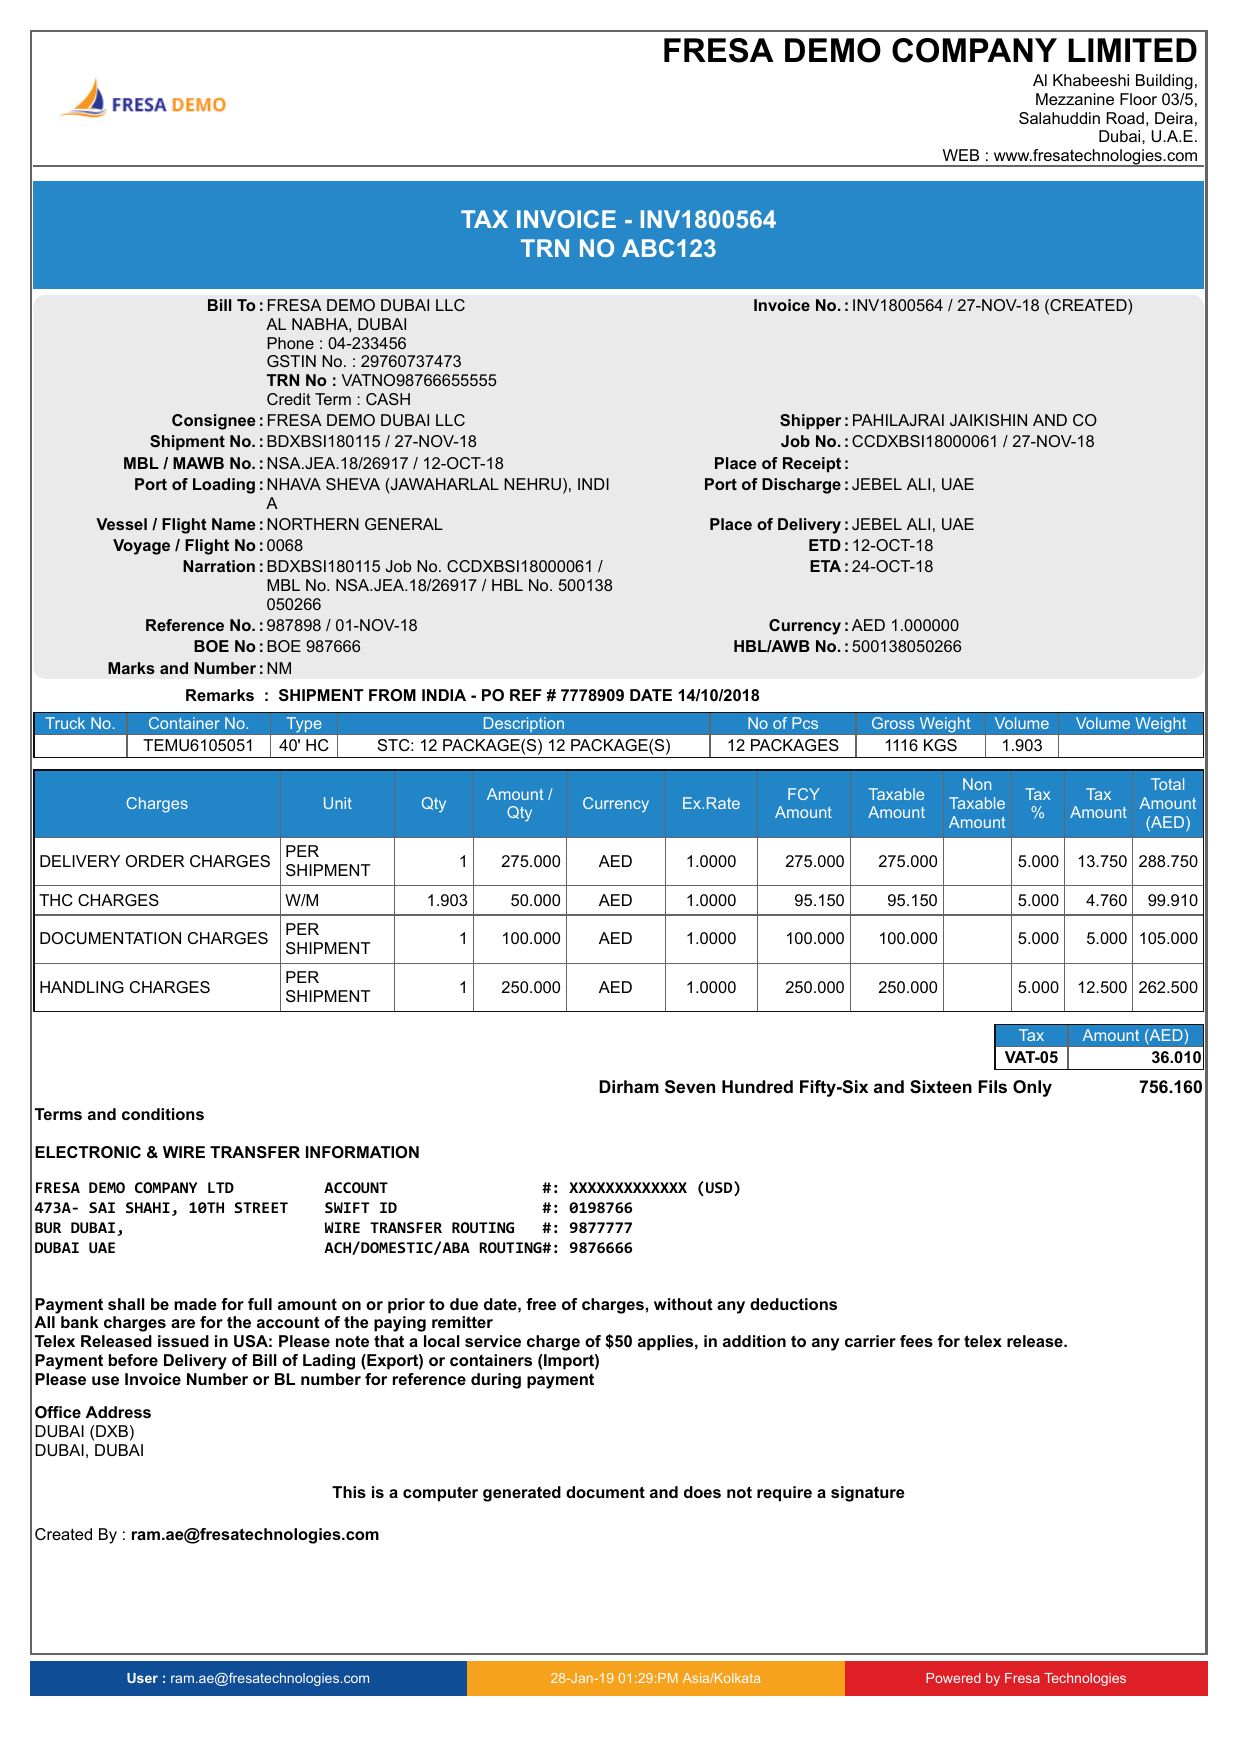 FRESA DEMO COMPANY LIMITED
FRESA DEMO
Al Khabeeshi Building,
Mezzanine Floor 03/5,
Salahuddin Road, Deira,
Dubai, U.A.E.
WEB : www.fresatechnologies.com
TAX INVOICE - INV1800564
TRN NO ABC123
Bill To : FRESA DEMO DUBAI LLC Invoice No. : INV1800564 / 27-NOV-18 (CREATED)
AL NABHA, DUBAI
Phone : 04-233456
GSTIN No. : 29760737473
TRN No : VATNO98766655555
Credit Term : CASH
Consignee : FRESA DEMO DUBAI LLC Shipper : PAHILAJRAI JAIKISHIN AND CO
Shipment No. : BDXBSI180115 / 27-NOV-18 Job No. : CCDXBSI18000061 / 27-NOV-18
MBL / MAWB No. : NSA.JEA.18/26917 / 12-OCT-18 Place of Receipt :
Port of Loading : NHAVA SHEVA (JAWAHARLAL NEHRU), INDI Port of Discharge : JEBEL ALI, UAE
A
Vessel / Flight Name : NORTHERN GENERAL Place of Delivery : JEBEL ALI, UAE
Voyage / Flight No : 0068 ETD : 12-OCT-18
Narration : BDXBSI180115 Job No. CCDXBSI18000061 / ETA : 24-OCT-18
MBL No. NSA.JEA.18/26917 / HBL No. 500138
050266
Reference No. : 987898 / 01-NOV-18 Currency : AED 1.000000
BOE No : BOE 987666 HBL/AWB No. : 500138050266
Marks and Number : NM
Remarks : SHIPMENT FROM INDIA - PO REF # 7778909 DATE 14/10/2018
Truck No. Container No. Type Description No of Pcs Gross Weight Volume Volume Weight
TEMU6105051 40' HC STC: 12 PACKAGE(S) 12 PACKAGE(S) 12 PACKAGES 1116 KGS 1.903
Charges Unit Qty Amount / Qty Currency Ex.Rate FCY Amount Taxable Amount Non Taxable Amount Tax % Tax Amount Total Amount (AED)
DELIVERY ORDER CHARGES PER SHIPMENT 1 275.000 AED 1.0000 275.000 275.000 5.000 13.750 288.750
THC CHARGES W/M 1.903 50.000 AED 1.0000 95.150 95.150 5.000 4.760 99.910
DOCUMENTATION CHARGES PER SHIPMENT 1 100.000 AED 1.0000 100.000 100.000 5.000 5.000 105.000
HANDLING CHARGES PER SHIPMENT 1 250.000 AED 1.0000 250.000 250.000 5.000 12.500 262.500
Tax Amount (AED)
VAT-05 36.010
Dirham Seven Hundred Fifty-Six and Sixteen Fils Only 756.160
Terms and conditions
ELECTRONIC & WIRE TRANSFER INFORMATION
FRESA DEMO COMPANY LTD ACCOUNT #: XXXXXXXXXXXXX (USD)
473A- SAI SHAHI, 10TH STREET SWIFT ID #: 0198766
BUR DUBAI, WIRE TRANSFER ROUTING #: 9877777
DUBAI UAE ACH/DOMESTIC/ABA ROUTING#: 9876666
Payment shall be made for full amount on or prior to due date, free of charges, without any deductions
All bank charges are for the account of the paying remitter
Telex Released issued in USA: Please note that a local service charge of $50 applies, in addition to any carrier fees for telex release.
Payment before Delivery of Bill of Lading (Export) or containers (Import)
Please use Invoice Number or BL number for reference during payment
Office Address
DUBAI (DXB)
DUBAI, DUBAI
This is a computer generated document and does not require a signature
Created By : ram.ae@fresatechnologies.com
User : ram.ae@fresatechnologies.com 28-Jan-19 01:29:PM Asia/Kolkata Powered by Fresa Technologies